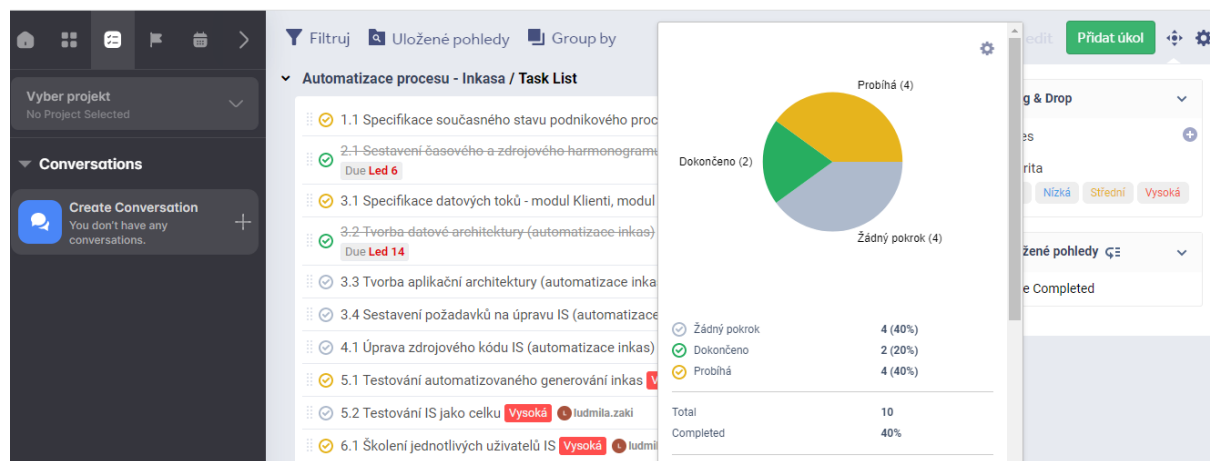 Filtruj Uložené pohledy Group by
edit Přidat úkol
Vyber projekt
No Project Selected
Conversations
Create Conversation
You don't have any
conversations.
Automatizace procesu - Inkasa / Task List
1.1 Specifikace současného stavu podnikového proc
2.1 Sestavení časového a zdrojového harmonogramu
Due Led 6
3.1 Specifikace datových toků - modul Klienti, modul
3.2 Tvorba datové architektury (automatizace inkas)
Due Led 14
3.3 Tvorba aplikační architektury (automatizace inka
3.4 Sestavení požadavků na úpravu IS (automatizace
4.1 Úprava zdrojového kódu IS (automatizace inkas)
5.1 Testování automatizovaného generování inkas V
5.2 Testování IS jako celku Vysoká L ludmila.zaki
6.1 Školení jednotlivých uživatelů IS Vysoká L ludmi
Probíhá (4)
Dokončeno (2)
Žádný pokrok (4)
Žádný pokrok 4 (40%)
Dokončeno 2 (20%)
Probíhá 4 (40%)
Total 10
Completed 40%
g & Drop
es
rita
Nízká Střední Vysoká
žené pohledy
e Completed